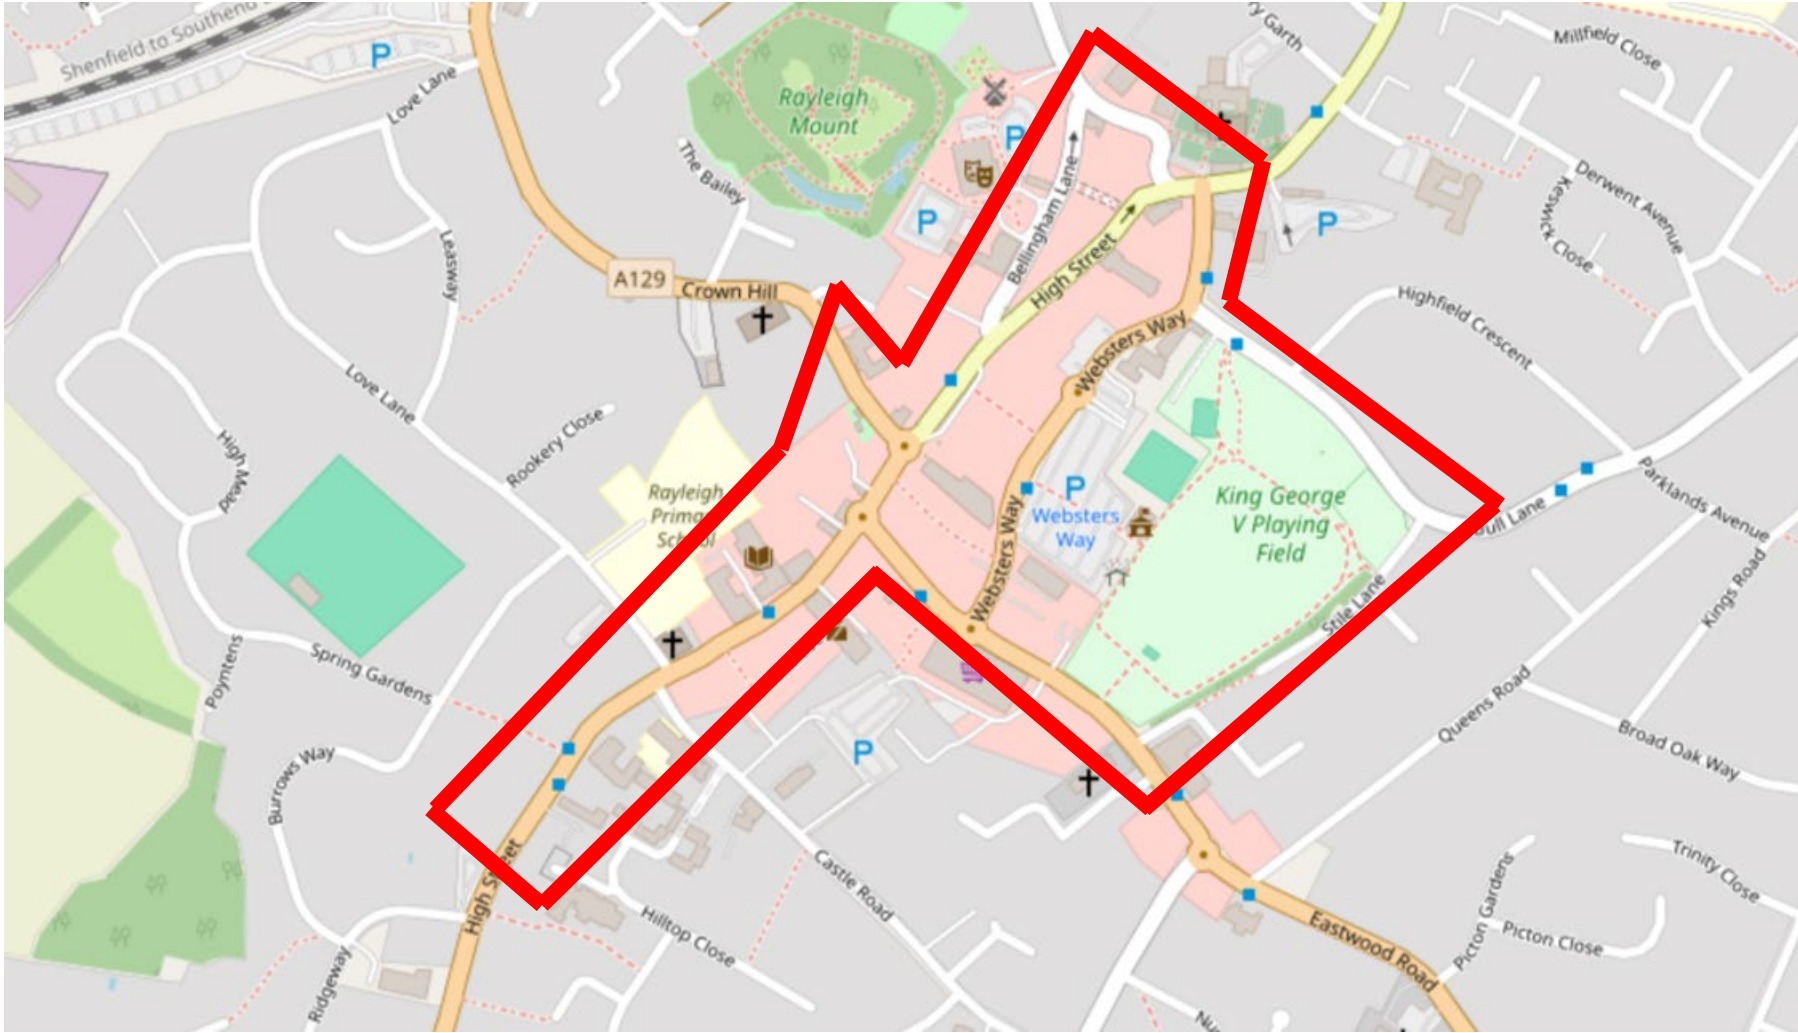 Shenfield to Southend
P
Love Lane
ry Garth
Millfield Close
Rayleigh
Mount
P
The Bailey
P
Bellingham Lane
P
Derwent Avenue
Keswick Close
Leasway
A129
Crown Hill
High Street
Highfield Crescent
Websters Way
Love Lane
Rookery Close
High Mead
Rayleigh
Primary
School
P
Websters
Way
Websters Way
King George
V Playing
Field
Bull Lane
Parklands Avenue
Kings Road
Stile Lane
Spring Gardens
Poyntens
Queens Road
Broad Oak Way
P
Burrows Way
High Street
Castle Road
Hilltop Close
Trinity Close
Picton Gardens
Picton Close
Eastwood Road
Ridgeway